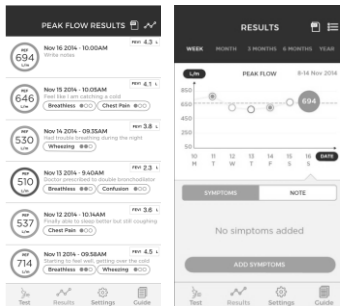 PEAK FLOW RESULTS
PEF 694 L/M
Nov 16 2014 - 10.00AM
FEV1 4.3 L
Write notes
PEF 646 L/M
Nov 15 2014 - 10.05AM
FEV1 4.1 L
Feel like I am catching a cold
Breathless Chest Pain
PEF 530 L/M
Nov 14 2014 - 09.35AM
FEV1 3.8 L
Had trouble breathing during the night
Wheezing
PEF 510 L/M
Nov 13 2014 - 9.40AM
FEV1 2.3 L
Doctor prescribed to double bronchodilator
Breathless Confusion
PEF 537 L/M
Nov 12 2014 - 10.14AM
FEV1 3.6 L
Finally able to sleep better but still coughing
Chest Pain
PEF 714 L/M
Nov 11 2014 - 09.58AM
FEV1 4.5 L
Starting to feel well, getting over the cold
Breathless Wheezing
Test Results Settings Guide
RESULTS
WEEK MONTH 3 MONTHS 6 MONTHS YEAR
L/M PEAK FLOW 8-14 Nov 2014
800
650
450
250
50
694
10 11 12 13 14 15 16 DATE
M T W T F S S
SYMPTOMS NOTE
No simptoms added
ADD SYMPTOMS
Test Results Settings Guide